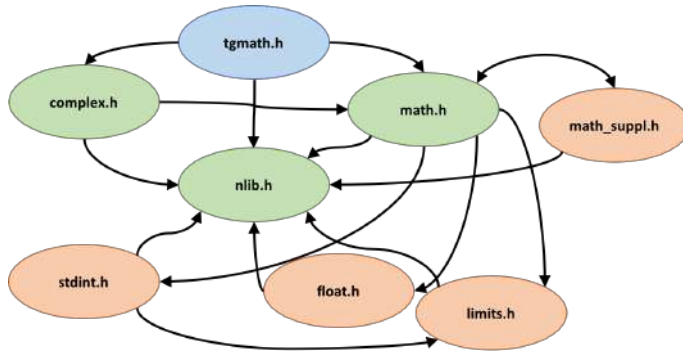 tgmath.h
complex.h
math.h
math_suppl.h
nlib.h
stdint.h
float.h
limits.h